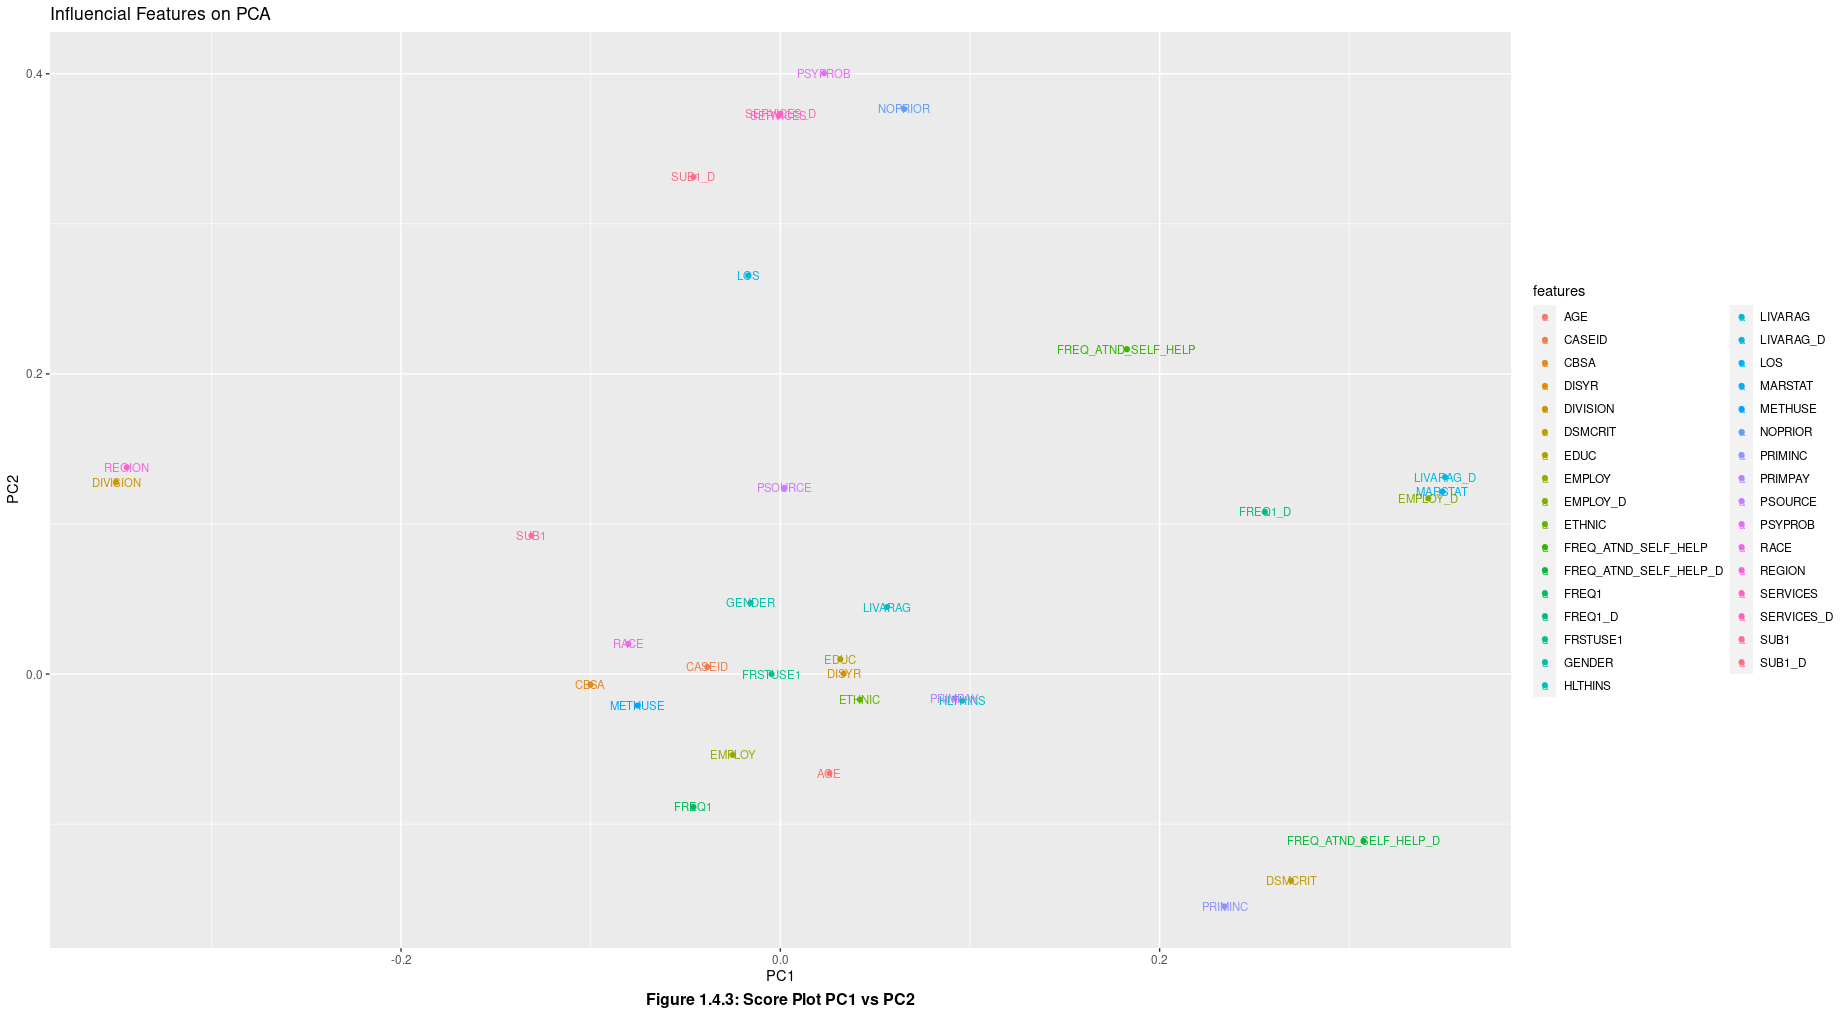 Influencial Features on PCA
0.4
PSYPROB
NOPRIOR
SERVICES_D
SERVICES
SUB1_D
LOS
FREQ_ATND_SELF_HELP
0.2
REGION
DIVISION
PSOURCE
LIVARAG_D
MARSTAT
EMPLOY_D
FREQ1_D
SUB1
GENDER
LIVARAG
RACE
CASEID
EDUC
0.0
FRSTUSE1
DISYR
CBSA
METHUSE
ETHNIC
PRIMPAY
HLTHINS
EMPLOY
AGE
FREQ1
FREQ_ATND_SELF_HELP_D
DSMCRIT
PRIMINC
PC2
-0.2
0.0
0.2
PC1
Figure 1.4.3: Score Plot PC1 vs PC2
features
AGE
CASEID
CBSA
DISYR
DIVISION
DSMCRIT
EDUC
EMPLOY
EMPLOY_D
ETHNIC
FREQ_ATND_SELF_HELP
FREQ_ATND_SELF_HELP_D
FREQ1
FREQ1_D
FRSTUSE1
GENDER
HLTHINS
LIVARAG
LIVARAG_D
LOS
MARSTAT
METHUSE
NOPRIOR
PRIMINC
PRIMPAY
PSOURCE
PSYPROB
RACE
REGION
SERVICES
SERVICES_D
SUB1
SUB1_D